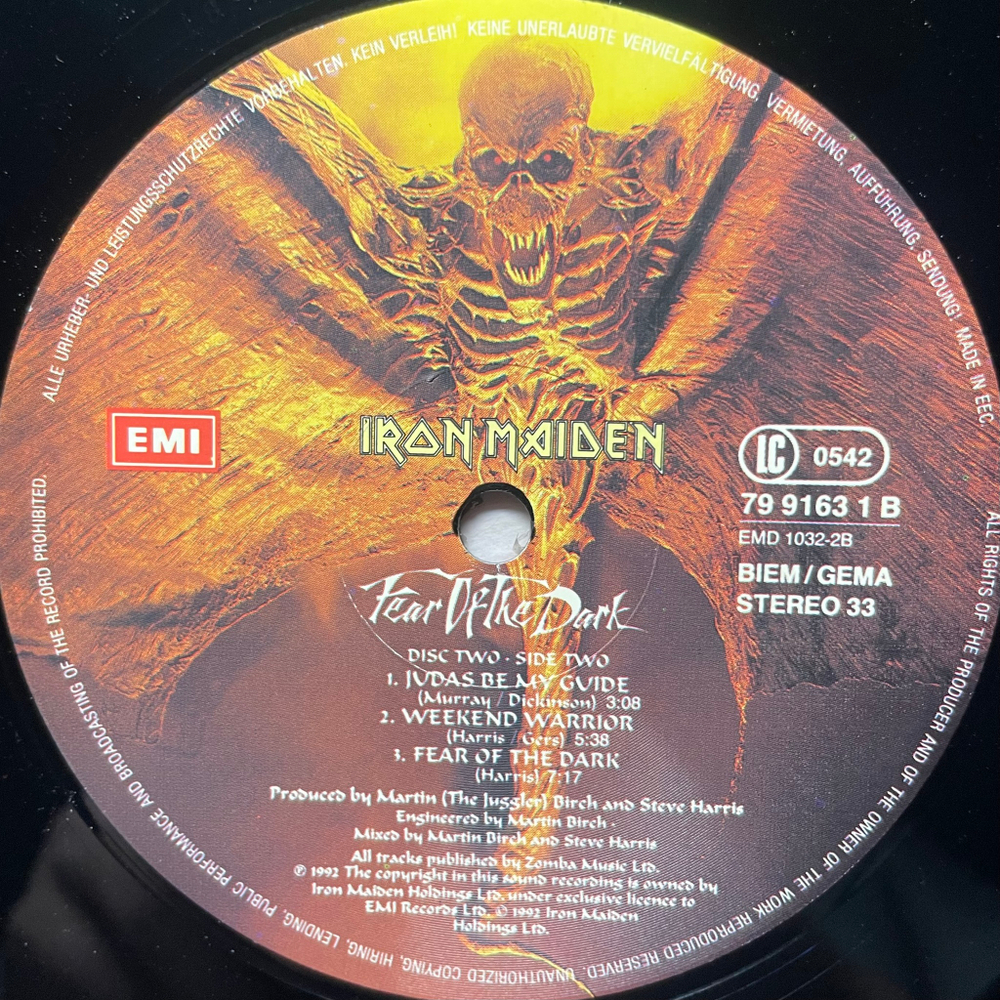 ALLE URHEBER- UND LEISTUNGSSCHUTZRECHTE VORBEHALTEN. KEIN VERLEIH! KEINE UNERLAUBTE VERVIELFÄLTIGUNG, VERMIETUNG, AUFFÜHRUNG, SENDUNG! MADE IN EEC.
EMI
IRON MAIDEN
LC 0542
79 9163 1 B
EMD 1032-2B
BIEM/GEMA
STEREO 33
Fear Of The Dark
DISC TWO · SIDE TWO
1. JUDAS BE MY GUIDE
(Murray / Dickinson) 3:08
2. WEEKEND WARRIOR
(Harris / Gers) 5:38
3. FEAR OF THE DARK
(Harris) 7:17
Produced by Martin (The Juggler) Birch and Steve Harris
Engineered by Martin Birch ·
Mixed by Martin Birch and Steve Harris
All tracks published by Zomba Music Ltd.
℗ 1992 The copyright in this sound recording is owned by
Iron Maiden Holdings Ltd. under exclusive licence to
EMI Records Ltd. © 1992 Iron Maiden
Holdings Ltd.
ALL RIGHTS OF THE PRODUCER AND OF THE OWNER OF THE WORK REPRODUCED RESERVED. UNAUTHORIZED COPYING, HIRING, LENDING, PUBLIC PERFORMANCE AND BROADCASTING OF THE RECORD PROHIBITED.